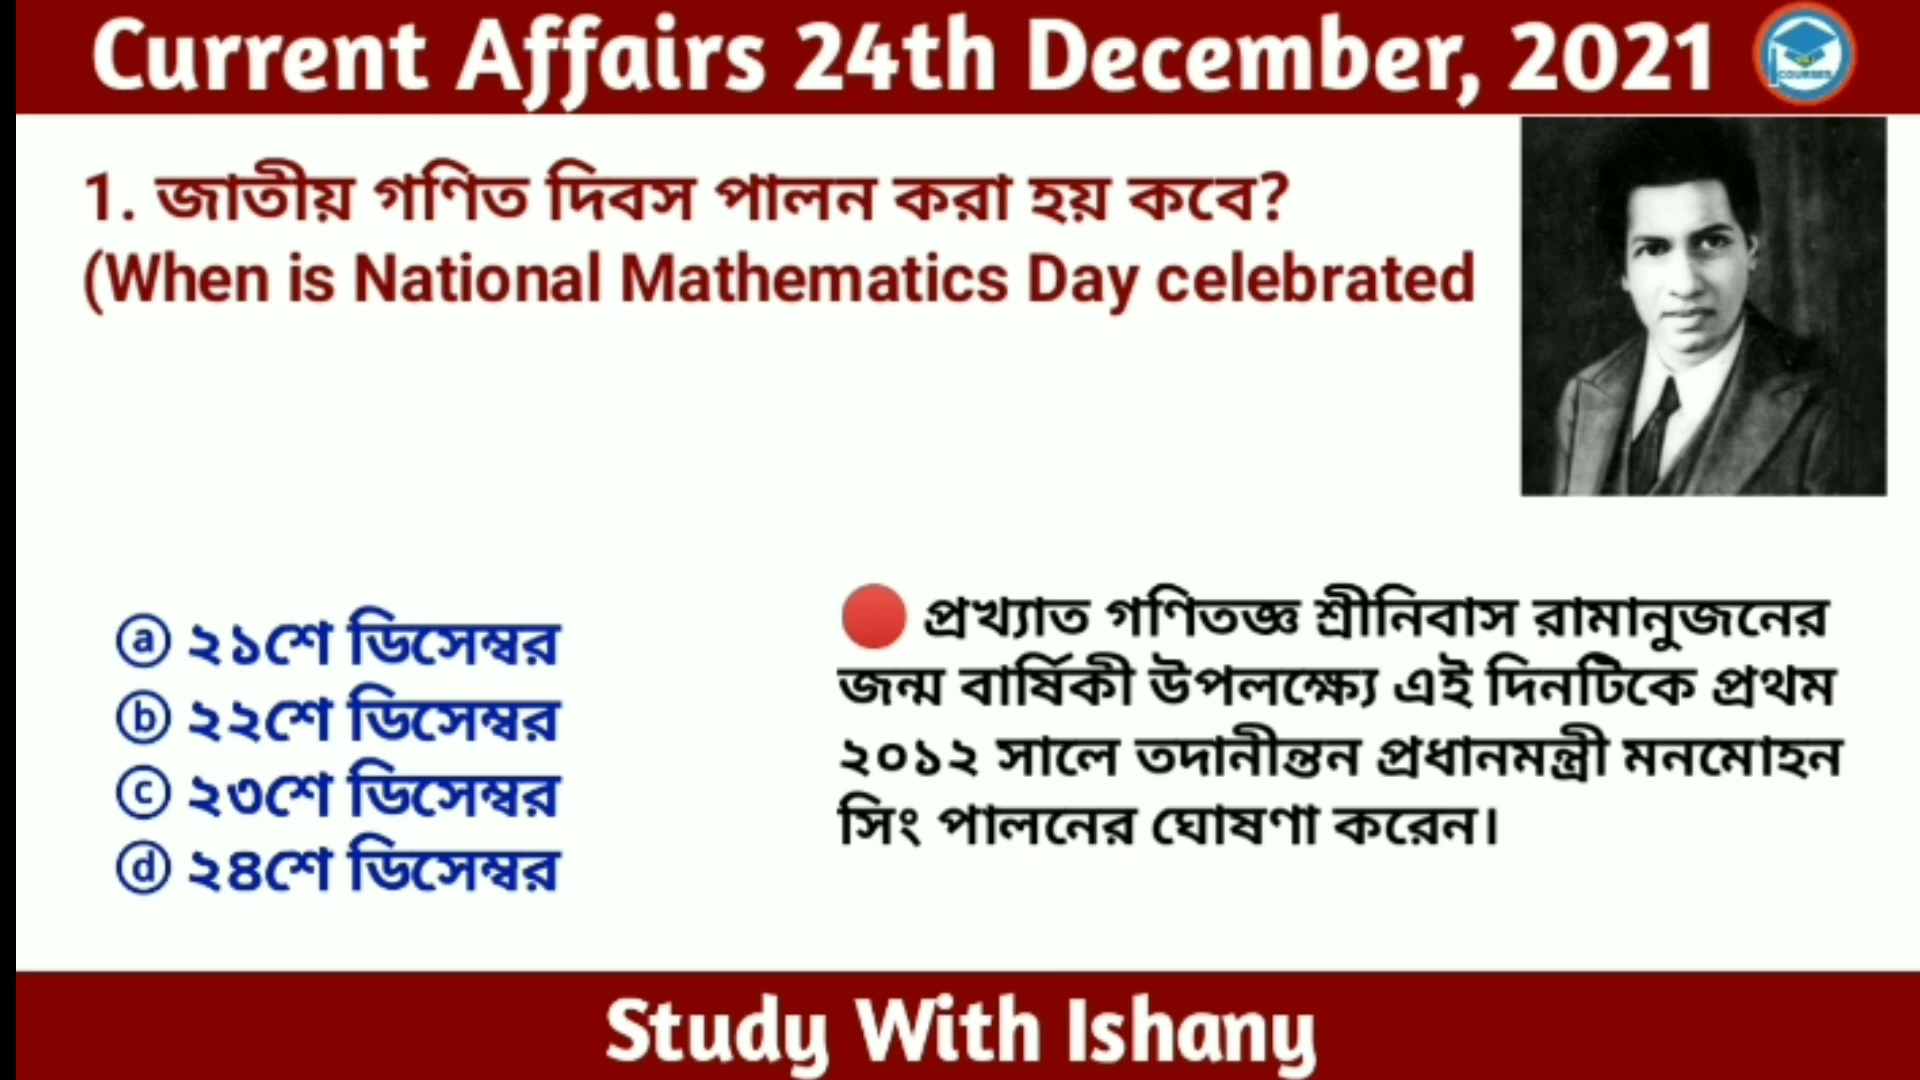 Current Affairs 24th December, 2021
COURSES
1. জাতীয় গণিত দিবস পালন করা হয় কবে?
(When is National Mathematics Day celebrated
ⓐ ২১শে ডিসেম্বর
ⓑ ২২শে ডিসেম্বর
ⓒ ২৩শে ডিসেম্বর
ⓓ ২৪শে ডিসেম্বর
🔴 প্রখ্যাত গণিতজ্ঞ শ্রীনিবাস রামানুজনের
জন্ম বার্ষিকী উপলক্ষ্যে এই দিনটিকে প্রথম
২০১২ সালে তদানীন্তন প্রধানমন্ত্রী মনমোহন
সিং পালনের ঘোষণা করেন।
Study With Ishany